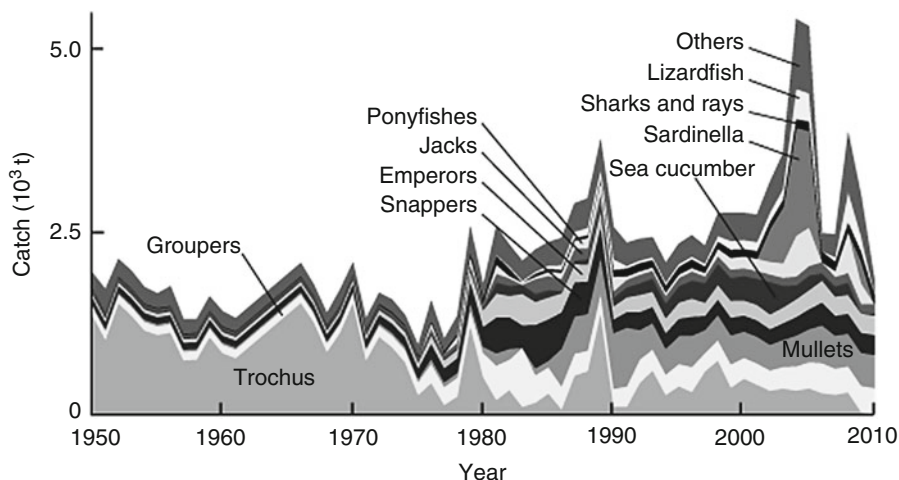 5.0
2.5
0
Catch (10³ t)
Others
Lizardfish
Sharks and rays
Sardinella
Sea cucumber
Ponyfishes
Jacks
Emperors
Snappers
Groupers
Trochus
Mullets
1950 1960 1970 1980 1990 2000 2010
Year